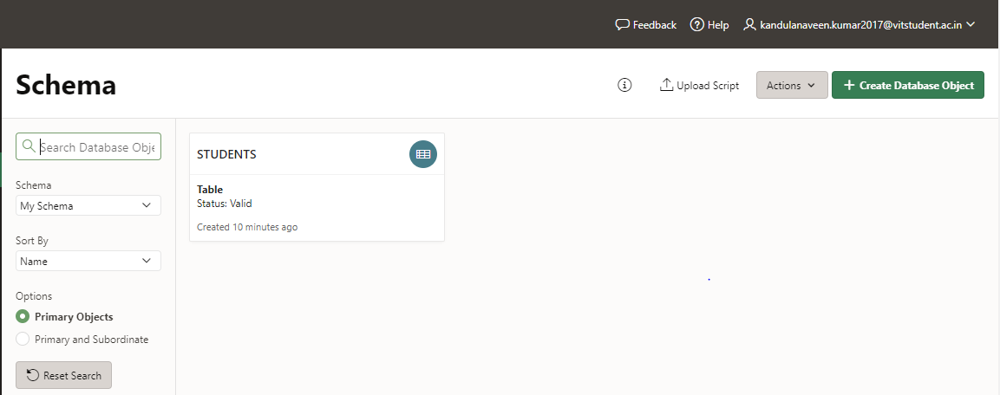 Feedback
Help
kandulanaveen.kumar2017@vitstudent.ac.in
Schema
Upload Script
Actions
+ Create Database Object
Search Database Obje
Schema
My Schema
Sort By
Name
Options
Primary Objects
Primary and Subordinate
Reset Search
STUDENTS
Table
Status: Valid
Created 10 minutes ago